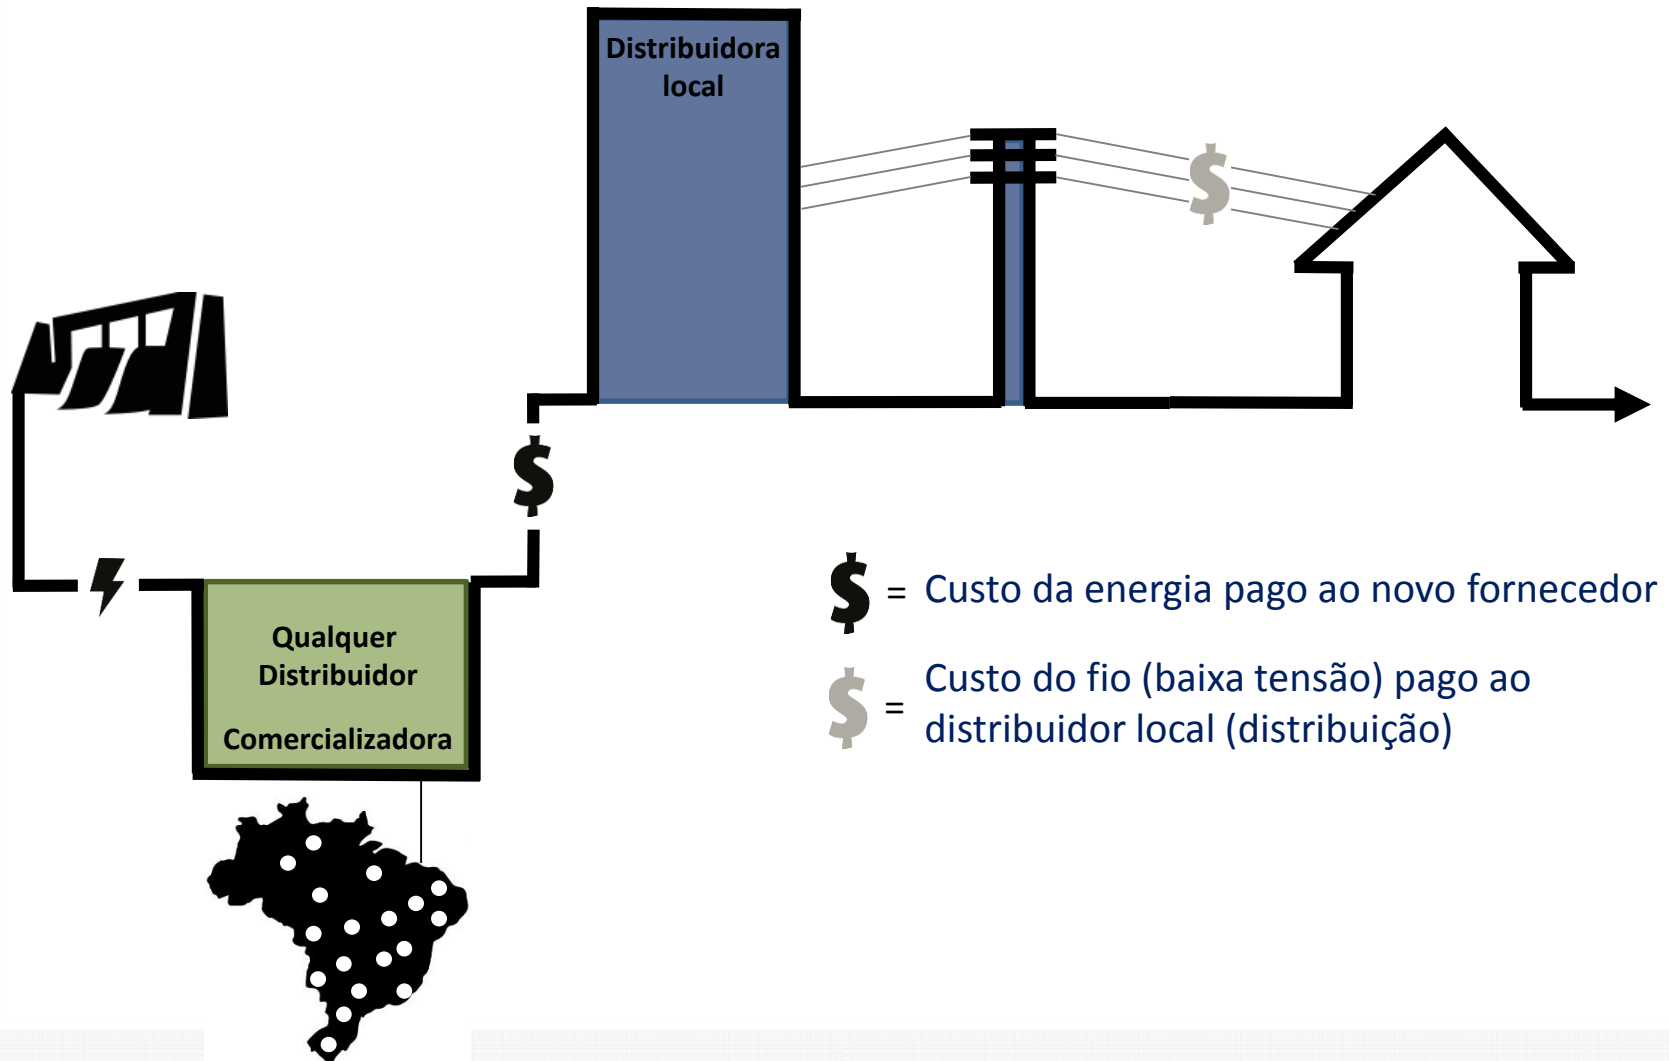 Distribuidora
local
$
$
Qualquer
Distribuidor
Comercializadora
$ = Custo da energia pago ao novo fornecedor
$ = Custo do fio (baixa tensão) pago ao
distribuidor local (distribuição)